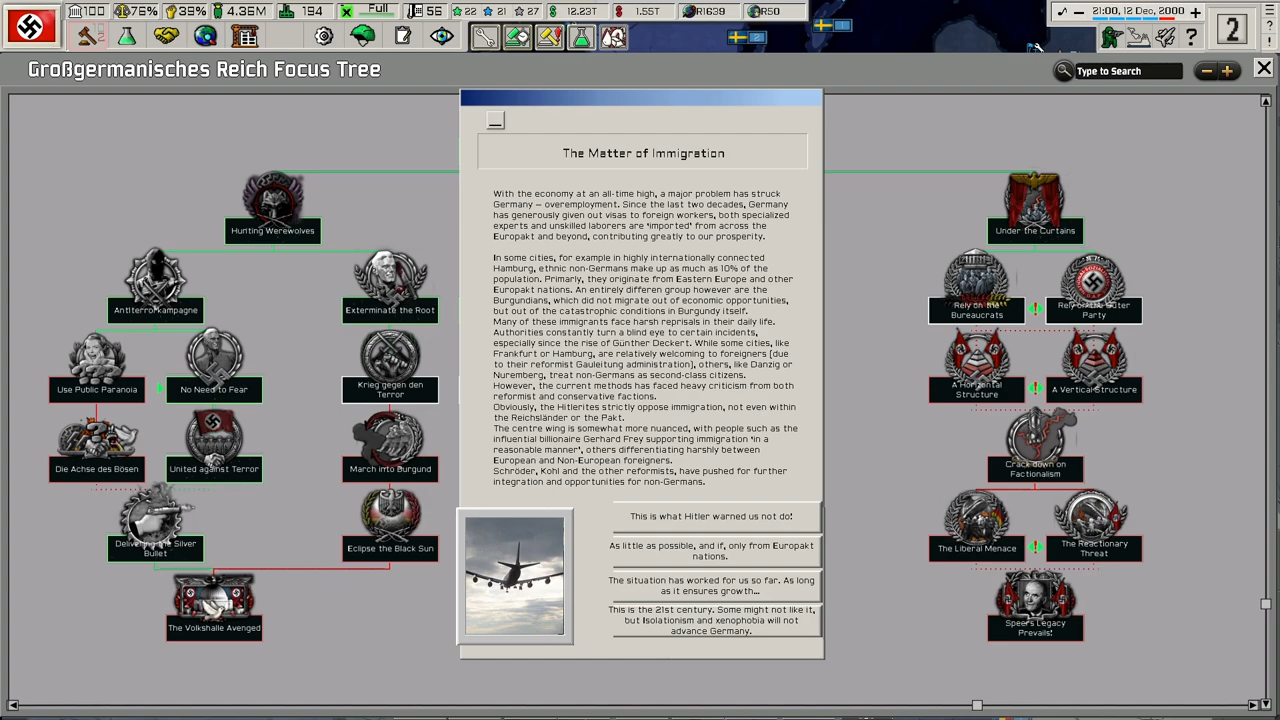 100
76%
39%
4.36M
194
Full
56
22
21
27
12.23T
1.55T
R1639
R50
21:00, 12 Dec, 2000
2
Großgermanisches Reich Focus Tree
Type to Search
The Matter of Immigration
With the economy at an all-time high, a major problem has struck
Germany – overemployment. Since the last two decades, Germany
has generously given out visas to foreign workers, both specialized
experts and unskilled laborers are 'imported' from across the
Europakt and beyond, contributing greatly to our prosperity.
In some cities, for example in highly internationally connected
Hamburg, ethnic non-Germans make up as much as 10% of the
population. Primarily, they originate from Eastern Europe and other
Europakt nations. An entirely differen group however are the
Burgundians, which did not migrate out of economic opportunities,
but out of the catastrophic conditions in Burgundy itself.
Many of these immigrants face harsh reprisals in their daily life.
Authorities constantly turn a blind eye to certain incidents,
especially since the rise of Günther Deckert. While some cities, like
Frankfurt or Hamburg, are relatively welcoming to foreigners (due
to their reformist Gauleitung administration), others, like Danzig or
Nuremberg, treat non-Germans as second-class citizens.
However, the current methods has faced heavy criticism from both
reformist and conservative factions.
Obviously, the Hitlerites strictly oppose immigration, not even within
the Reichsländer or the Pakt.
The centre wing is somewhat more nuanced, with people such as the
influential billionaire Gerhard Frey supporting immigration 'in a
reasonable manner', others differentiating harshly between
European and Non-European foreigners.
Schröder, Kohl and the other reformists, have pushed for further
integration and opportunities for non-Germans.
This is what Hitler warned us not do!
As little as possible, and if, only from Europakt
nations.
The situation has worked for us so far. As long
as it ensures growth...
This is the 21st century. Some might not like it,
but Isolationism and xenophobia will not
advance Germany.
Hunting Werewolves
Antiterrorkampagne
Exterminate the Root
Use Public Paranoia
No Need to Fear
Krieg gegen den
Terror
Die Achse des Bösen
United against Terror
March into Burgund
Delivering the Silver
Bullet
Eclipse the Black Sun
The Volkshalle Avenged
Under the Curtains
Rely on the
Bureaucrats
Rely on the Outer
Party
A Horizontal
Structure
A Vertical Structure
Crack down on
Factionalism
The Liberal Menace
The Reactionary
Threat
Speers Legacy
Prevails!